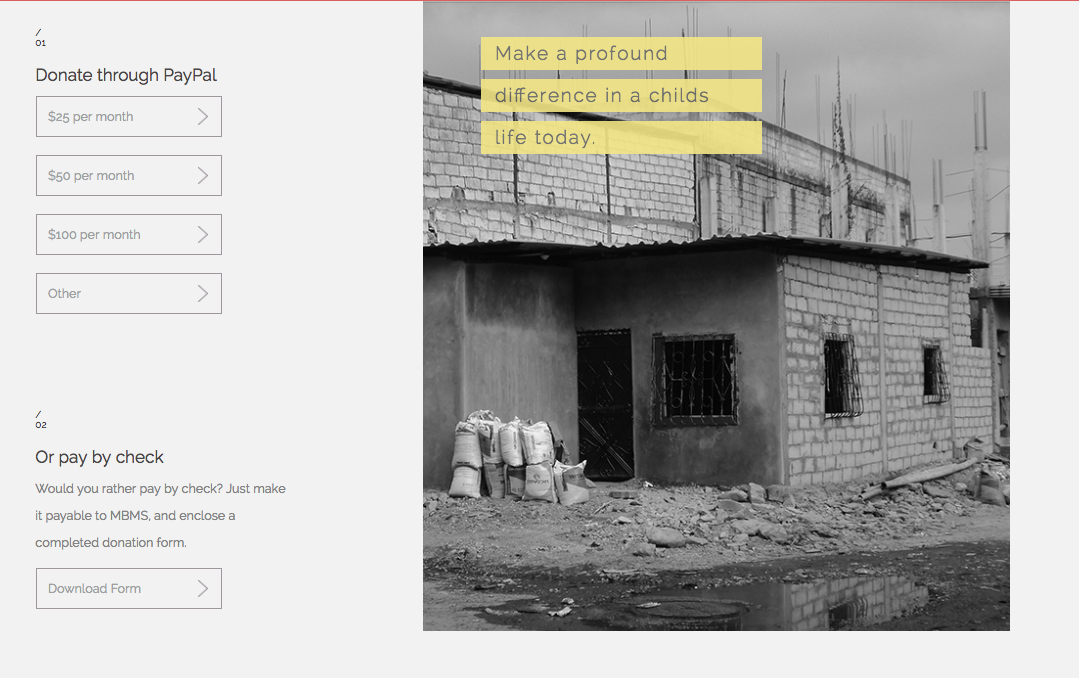 /
01
Donate through PayPal
$25 per month
$50 per month
$100 per month
Other
/
02
Or pay by check
Would you rather pay by check? Just make
it payable to MBMS, and enclose a
completed donation form.
Download Form
Make a profound
difference in a childs
life today.